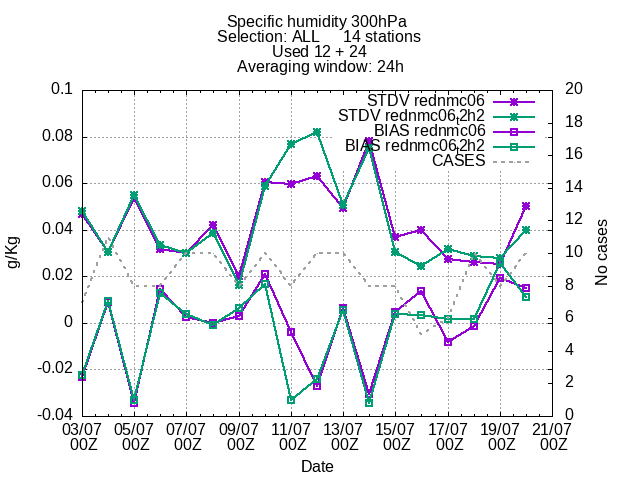 Specific humidity 300hPa
Selection: ALL      14 stations
Used 12 + 24
Averaging window: 24h
STDV rednmc06
STDV rednmc06_t2h2
BIAS rednmc06
BIAS rednmc06_t2h2
CASES
0.1
0.08
0.06
0.04
0.02
0
-0.02
-0.04
g/Kg
20
18
16
14
12
10
8
6
4
2
0
No cases
03/07 05/07 07/07 09/07 11/07 13/07 15/07 17/07 19/07 21/07
00Z 00Z 00Z 00Z 00Z 00Z 00Z 00Z 00Z 00Z
Date